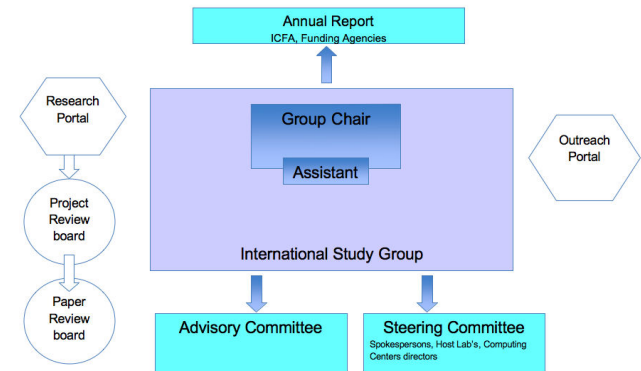 Annual Report
ICFA, Funding Agencies
Research
Portal
Group Chair
Assistant
Outreach
Portal
Project
Review
board
International Study Group
Paper
Review
board
Advisory Committee
Steering Committee
Spokespersons, Host Lab's, Computing
Centers directors